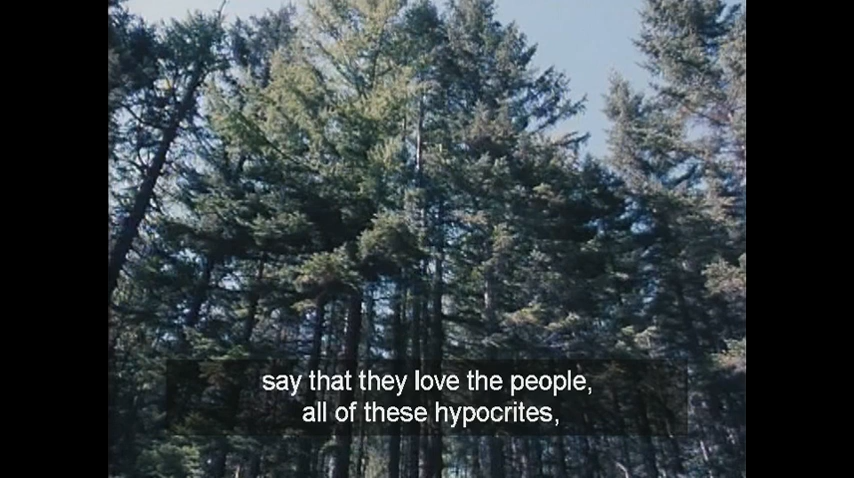 say that they love the people,
all of these hypocrites,